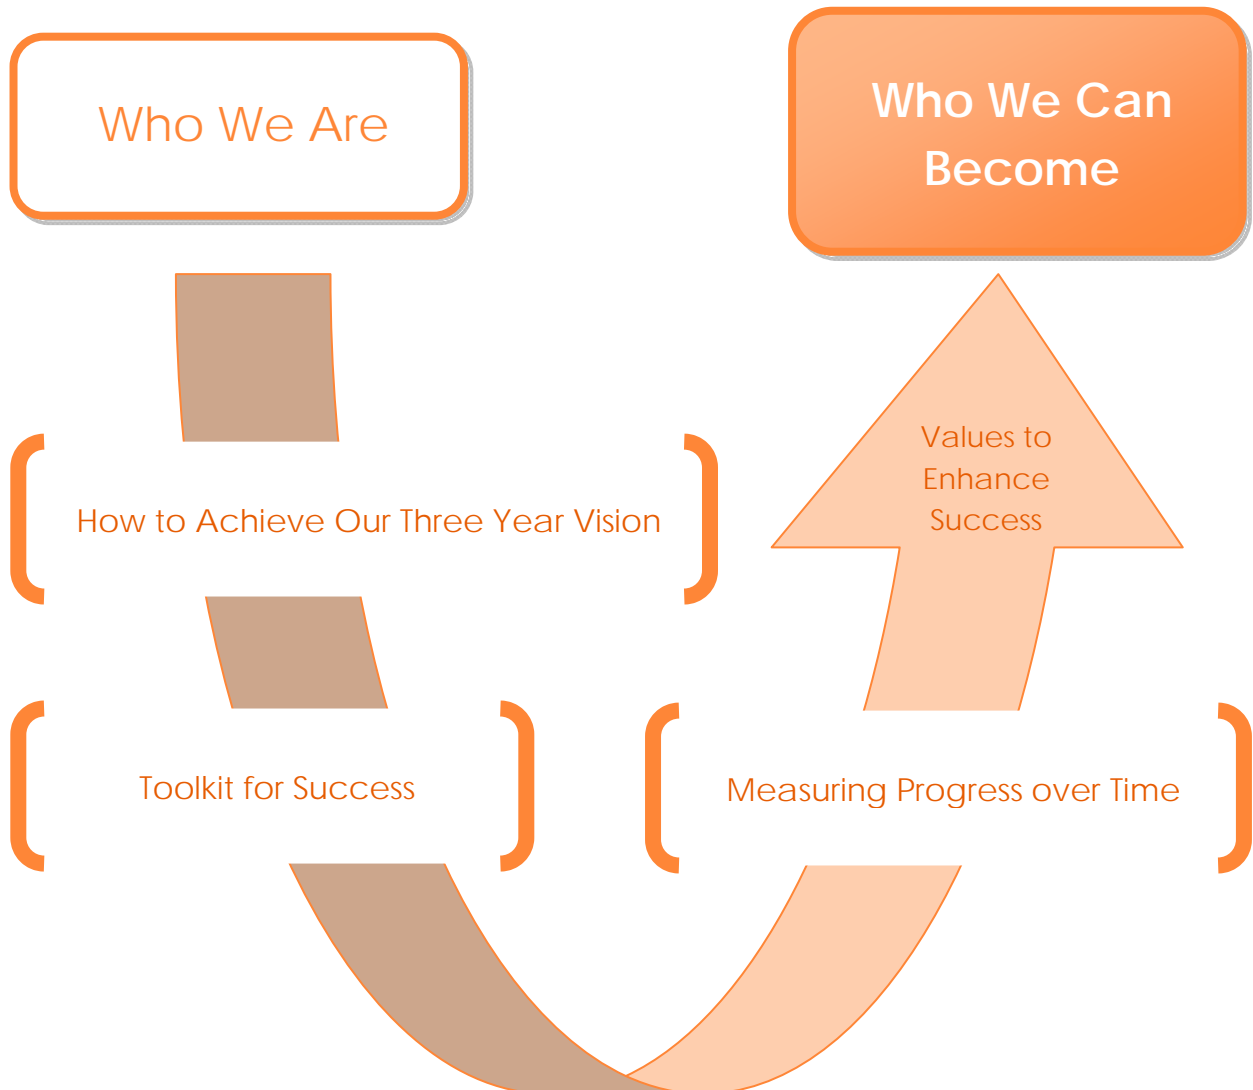 Who We Are
Who We Can
Become
Values to
Enhance
Success
How to Achieve Our Three Year Vision
Toolkit for Success
Measuring Progress over Time